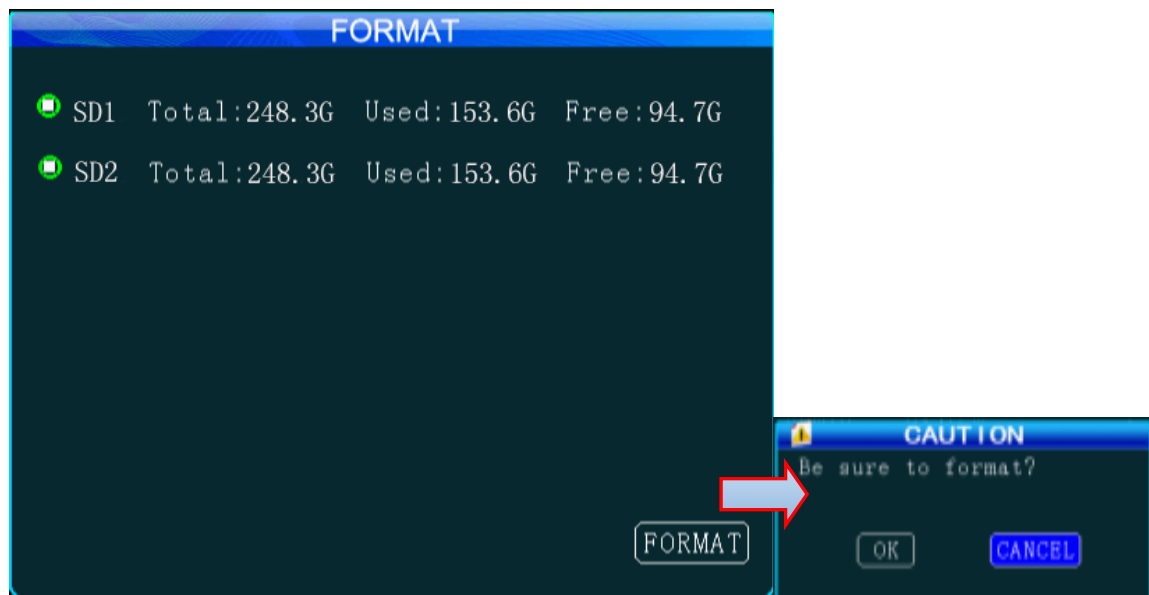 FORMAT
SD1 Total:248.3G Used:153.6G Free:94.7G
SD2 Total:248.3G Used:153.6G Free:94.7G
FORMAT
CAUTION
Be sure to format?
OK CANCEL